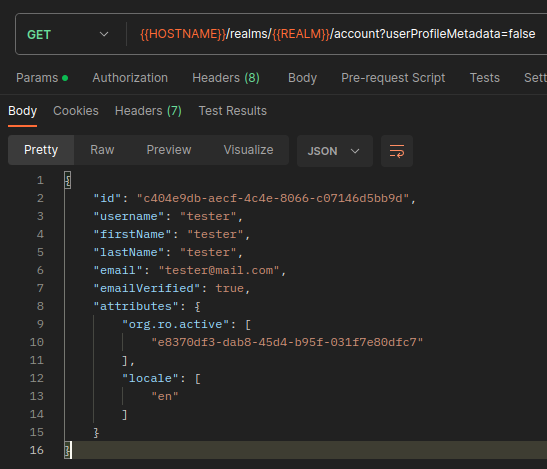 GET {{HOSTNAME}}/realms/{{REALM}}/account?userProfileMetadata=false
Params Authorization Headers (8) Body Pre-request Script Tests Sett
Body Cookies Headers (7) Test Results
Pretty Raw Preview Visualize JSON
1 {
2 "id": "c404e9db-aecf-4c4e-8066-c07146d5bb9d",
3 "username": "tester",
4 "firstName": "tester",
5 "lastName": "tester",
6 "email": "tester@mail.com",
7 "emailVerified": true,
8 "attributes": {
9 "org.ro.active": [
10 "e8370df3-dab8-45d4-b95f-031f7e80dfc7"
11 ],
12 "locale": [
13 "en"
14 ]
15 }
16 }